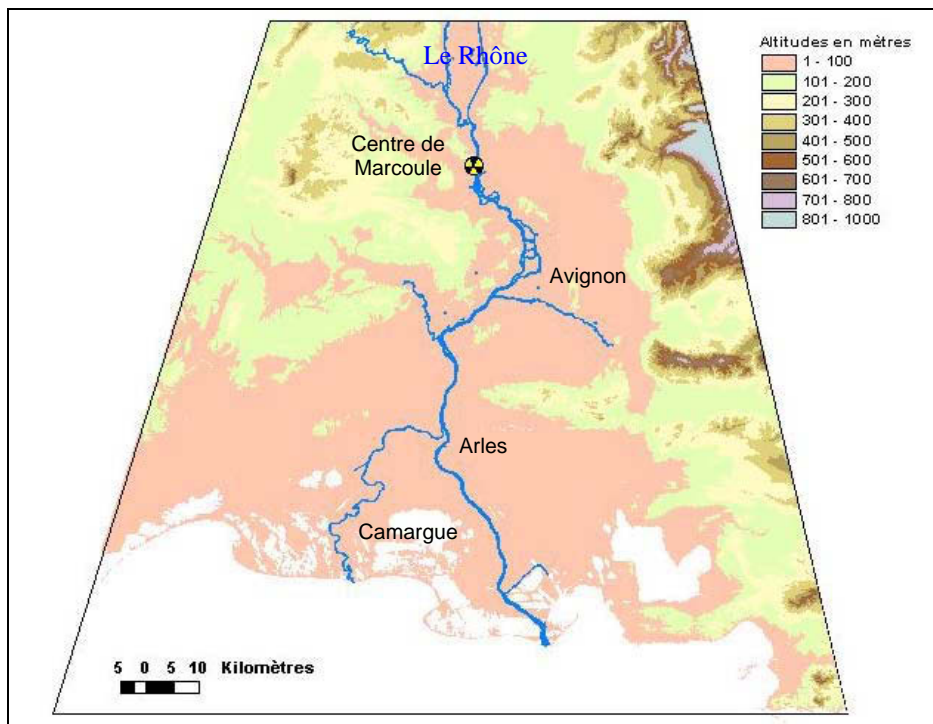 Le Rhône
Altitudes en mètres
1 - 100
101 - 200
201 - 300
301 - 400
401 - 500
501 - 600
601 - 700
701 - 800
801 - 1000
Centre de
Marcoule
Avignon
Arles
Camargue
5 0 5 10 Kilomètres